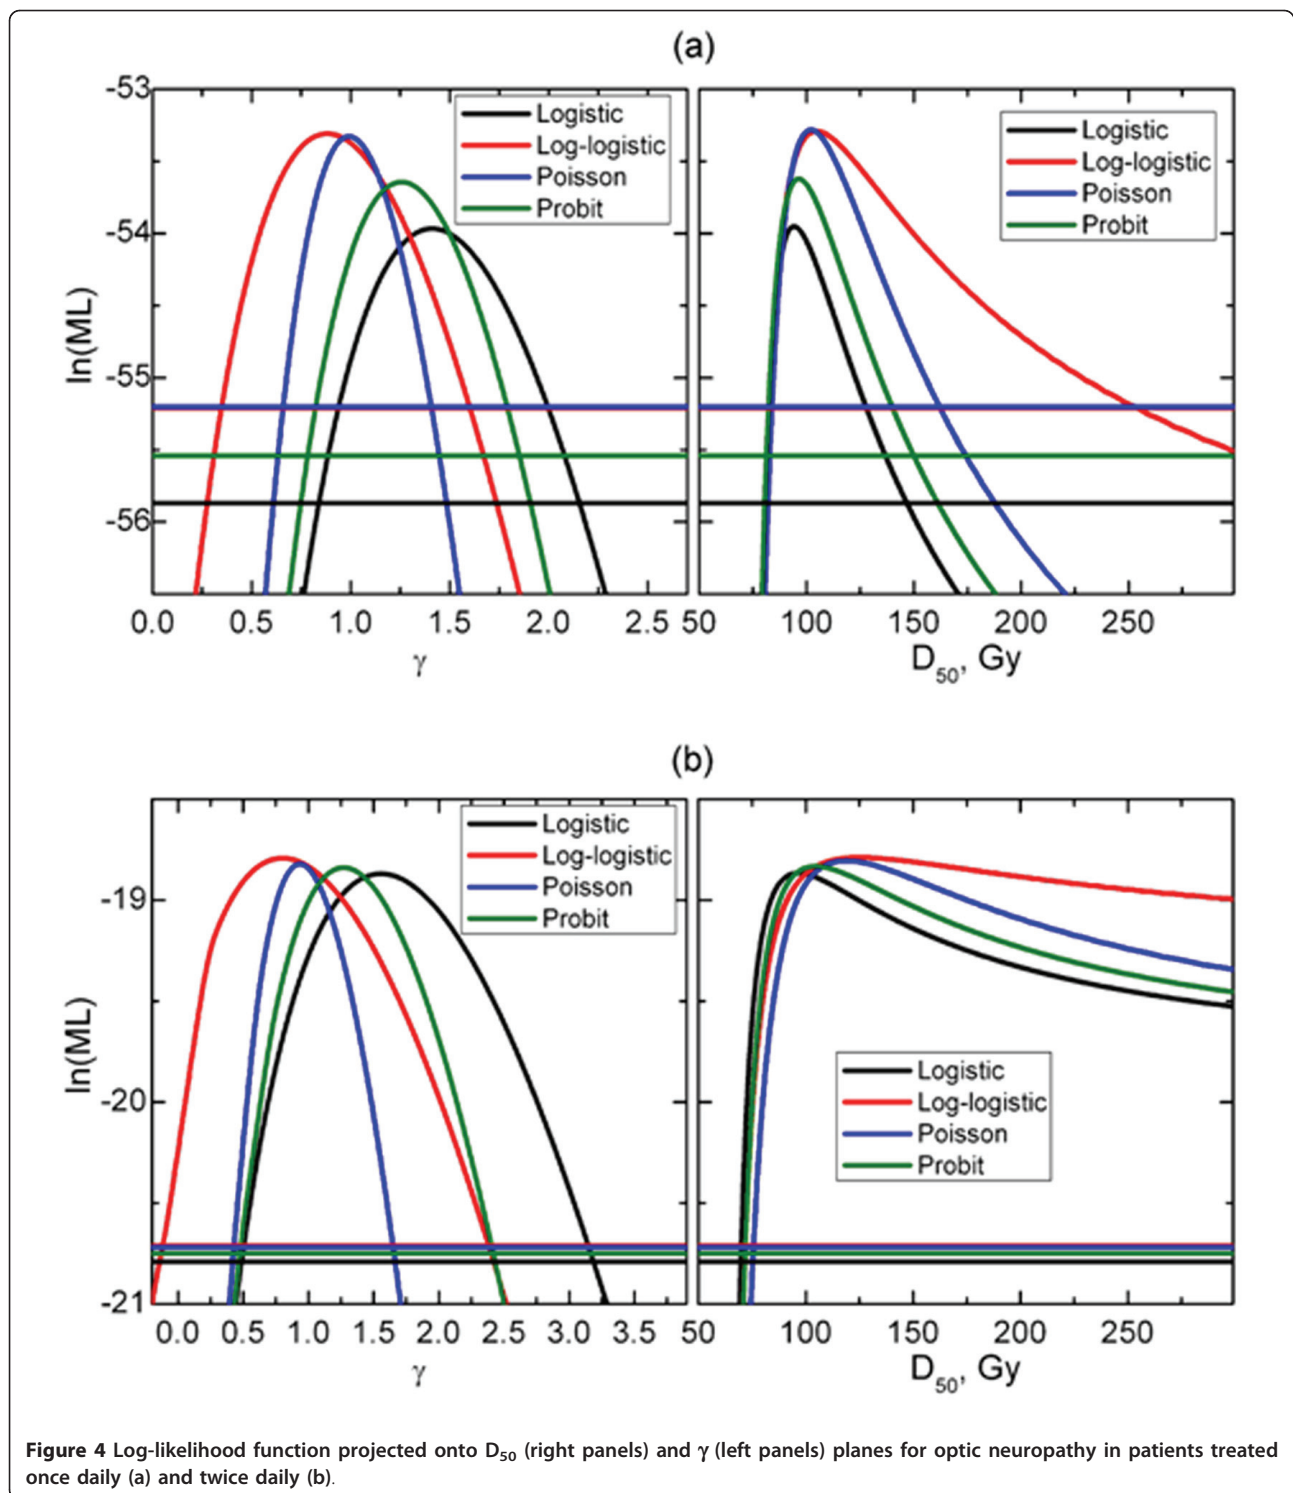 (a)
-53
-54
-55
-56
ln(ML)
Logistic
Log-logistic
Poisson
Probit
Logistic
Log-logistic
Poisson
Probit
0.0 0.5 1.0 1.5 2.0 2.5 50 100 150 200 250
γ
D50, Gy
(b)
-19
-20
-21
ln(ML)
Logistic
Log-logistic
Poisson
Probit
Logistic
Log-logistic
Poisson
Probit
0.0 0.5 1.0 1.5 2.0 2.5 3.0 3.5 50 100 150 200 250
γ
D50, Gy
Figure 4 Log-likelihood function projected onto D50 (right panels) and γ (left panels) planes for optic neuropathy in patients treated
once daily (a) and twice daily (b).